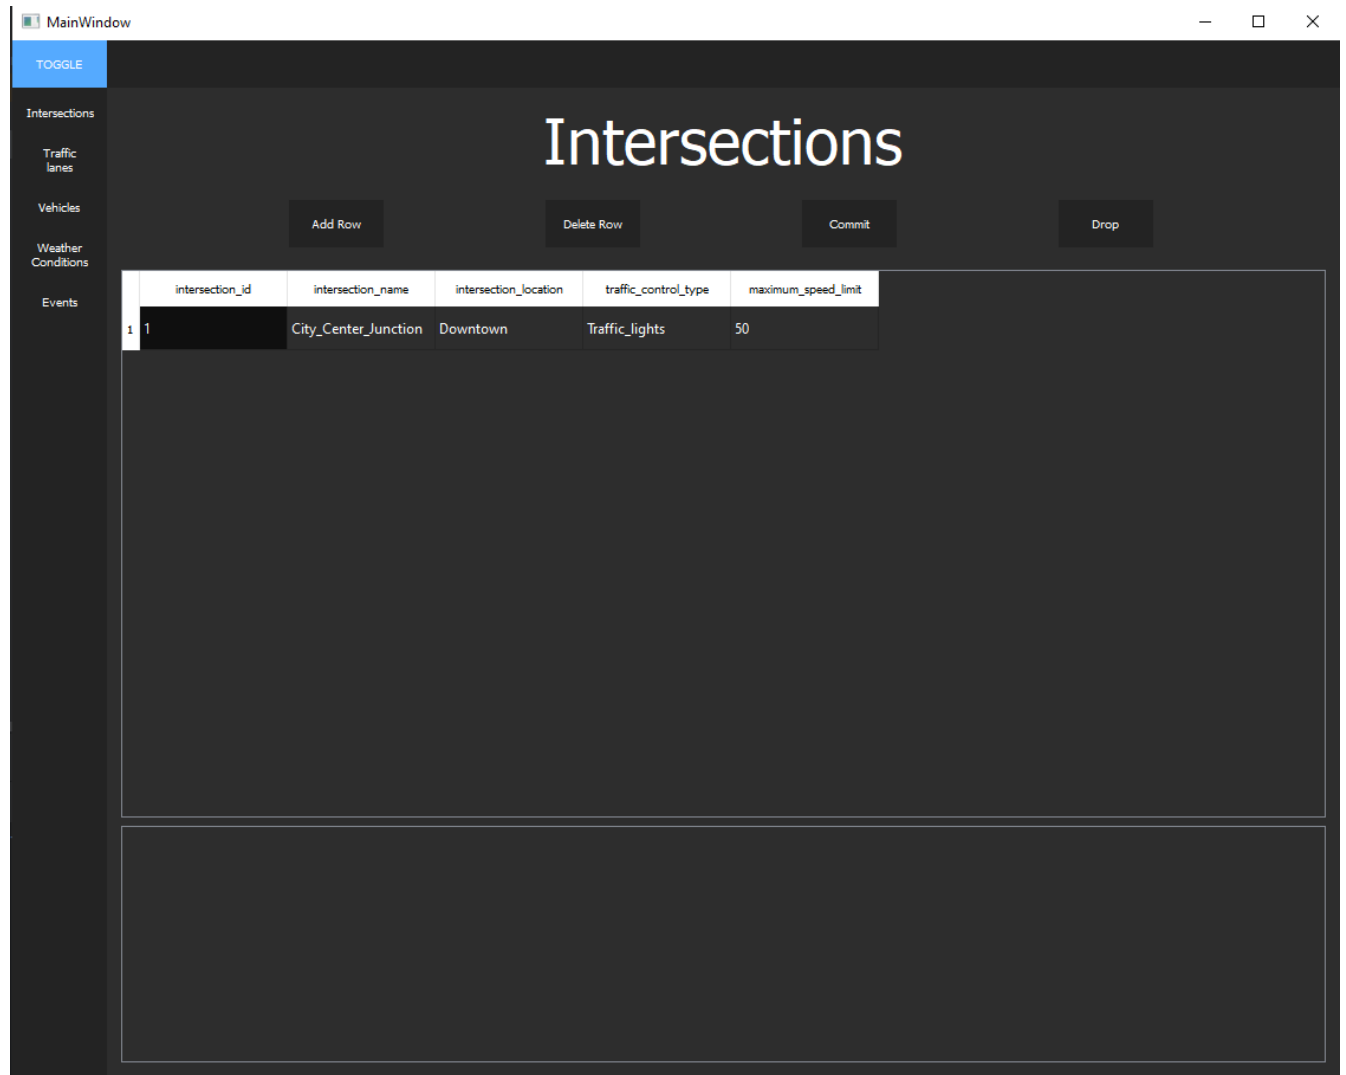 MainWindow
TOGGLE
Intersections
Traffic
lanes
Vehicles
Weather
Conditions
Events
Intersections
Add Row
Delete Row
Commit
Drop
intersection_id
intersection_name
intersection_location
traffic_control_type
maximum_speed_limit
1
1
City_Center_Junction
Downtown
Traffic_lights
50